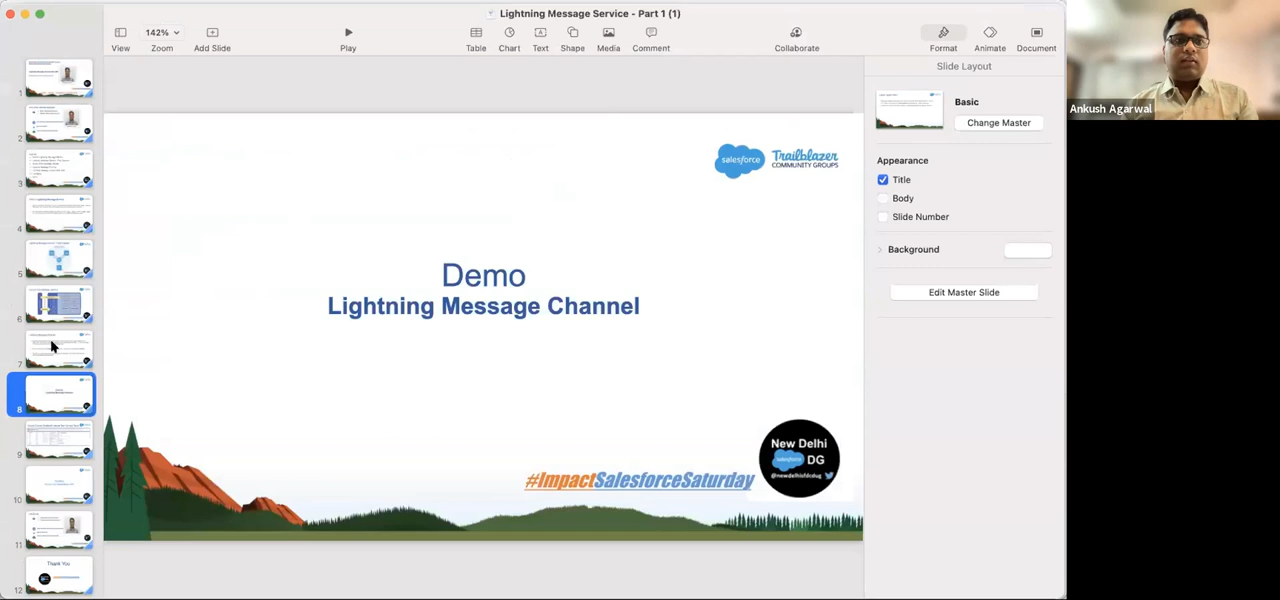 Lightning Message Service - Part 1 (1)
142%
View
Zoom
Add Slide
Play
Table
Chart
Text
Shape
Media
Comment
Collaborate
Format
Animate
Document
Slide Layout
Basic
Change Master
Appearance
Title
Body
Slide Number
Background
Edit Master Slide
1
2
3
4
5
6
7
8
9
10
11
12
Thank You
salesforce
Trailblazer
COMMUNITY GROUPS
Demo
Lightning Message Channel
#ImpactSalesforceSaturday
New Delhi
salesforce DG
@newdelhisfdcdug
Ankush Agarwal